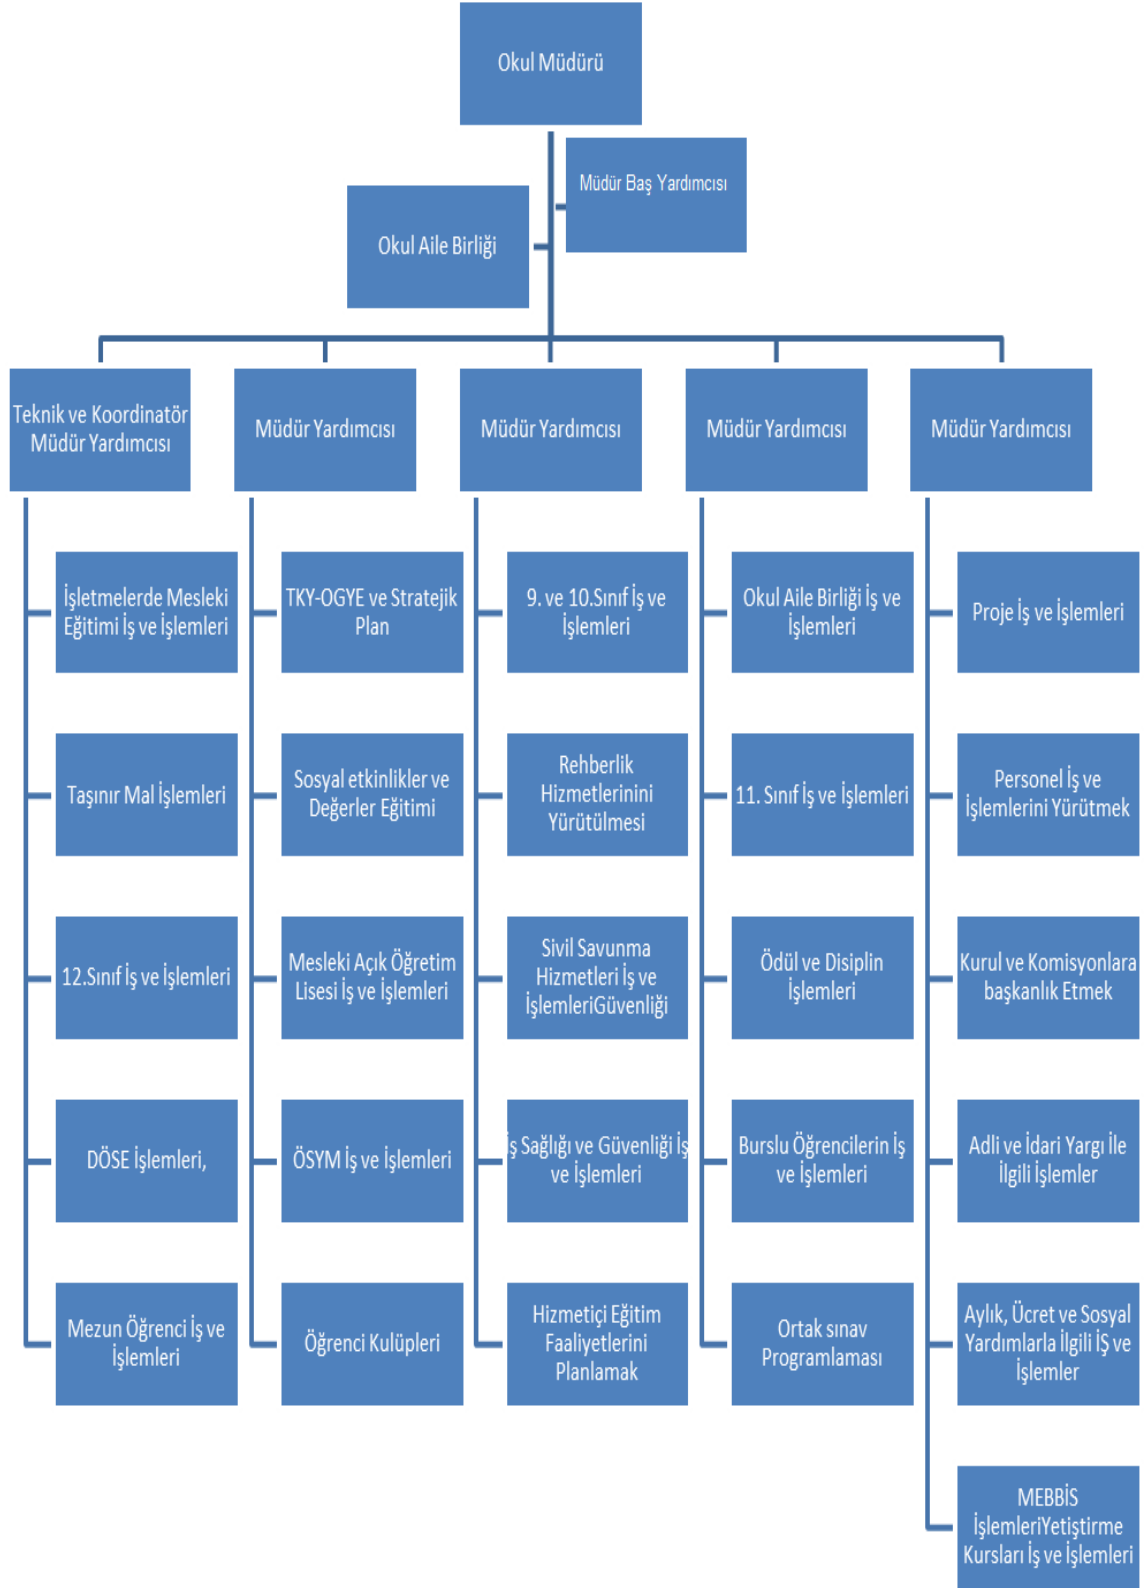 Okul Müdürü
Müdür Baş Yardımcısı
Okul Aile Birliği
Teknik ve Koordinatör
Müdür Yardımcısı
Müdür Yardımcısı
Müdür Yardımcısı
Müdür Yardımcısı
Müdür Yardımcısı
İşletmelerde Mesleki
Eğitimi İş ve İşlemleri
Taşınır Mal İşlemleri
12.Sınıf İş ve İşlemleri
DÖSE İşlemleri,
Mezun Öğrenci İş ve
İşlemleri
TKY-OGYE ve Stratejik
Plan
Sosyal etkinlikler ve
Değerler Eğitimi
Mesleki Açık Öğretim
Lisesi İş ve İşlemleri
ÖSYM İş ve İşlemleri
Öğrenci Kulüpleri
9. ve 10.Sınıf İş ve
İşlemleri
Rehberlik
Hizmetlerinini
Yürütülmesi
Sivil Savunma
Hizmetleri İş ve
İşlemleriGüvenliği
İş Sağlığı ve Güvenliği İş
ve İşlemleri
Hizmetiçi Eğitim
Faaliyetlerini
Planlamak
Okul Aile Birliği İş ve
İşlemleri
11. Sınıf İş ve İşlemleri
Ödül ve Disiplin
İşlemleri
Burslu Öğrencilerin İş
ve İşlemleri
Ortak sınav
Programlaması
Proje İş ve İşlemleri
Personel İş ve
İşlemlerini Yürütmek
Kurul ve Komisyonlara
başkanlık Etmek
Adli ve İdari Yargı İle
İlgili İşlemler
Aylık, Ücret ve Sosyal
Yardımlarla İlgili İŞ ve
İşlemler
MEBBİS
İşlemleriYetiştirme
Kursları İş ve İşlemleri